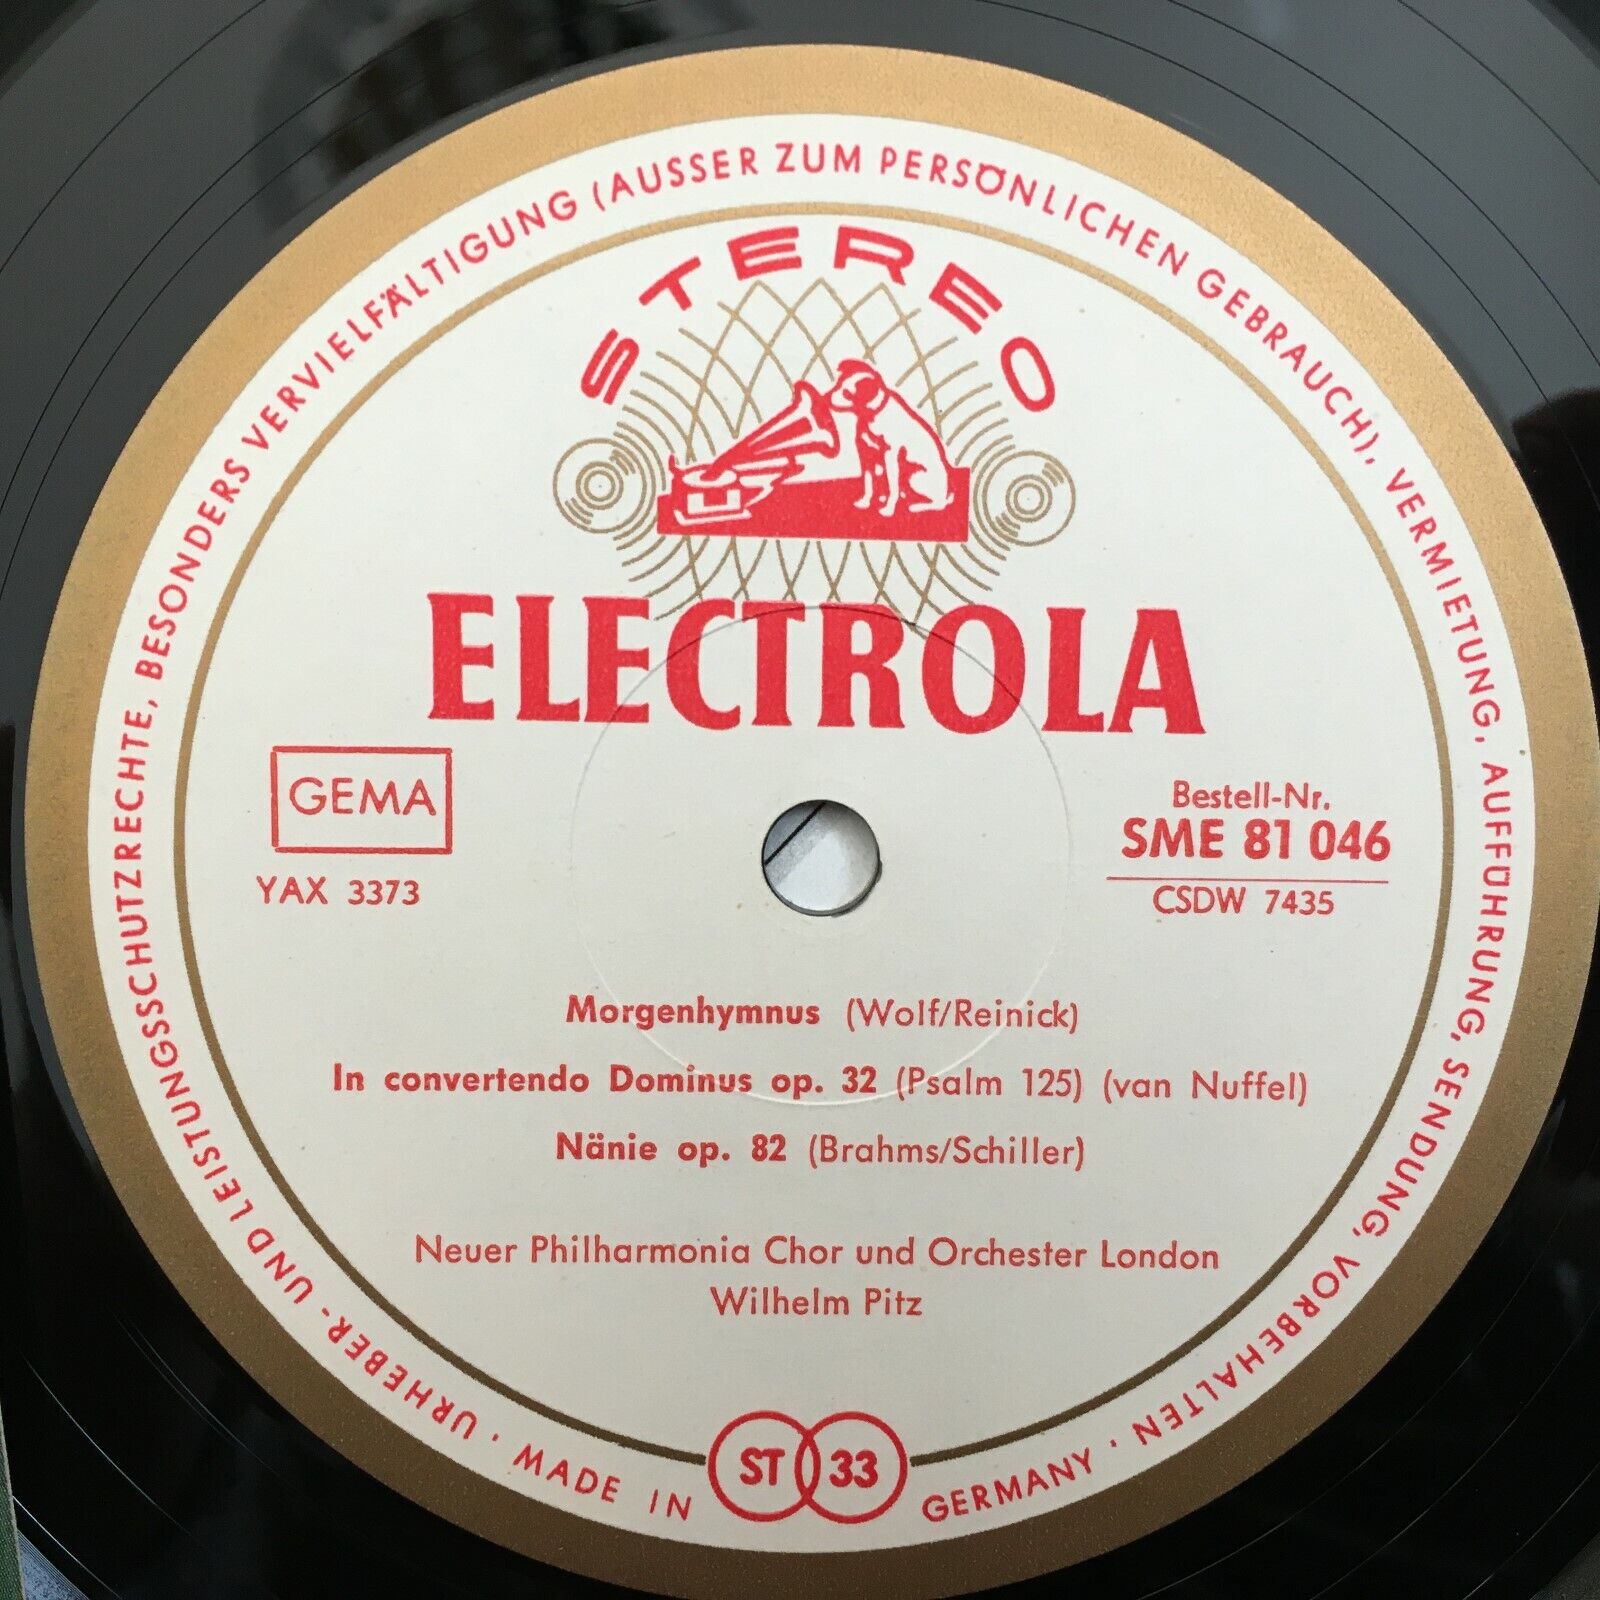 URHEBER- UND LEISTUNGSSCHUTZRECHTE, BESONDERS VERVIELFÄLTIGUNG (AUSSER ZUM PERSÖNLICHEN GEBRAUCH), VERMIETUNG, AUFFÜHRUNG, SENDUNG, VORBEHALTEN
STEREO
ELECTROLA
GEMA
YAX 3373
Bestell-Nr.
SME 81 046
CSDW 7435
Morgenhymnus (Wolf/Reinick)
In convertendo Dominus op. 32 (Psalm 125) (van Nuffel)
Nänie op. 82 (Brahms/Schiller)
Neuer Philharmonia Chor und Orchester London
Wilhelm Pitz
ST 33
· MADE IN GERMANY ·